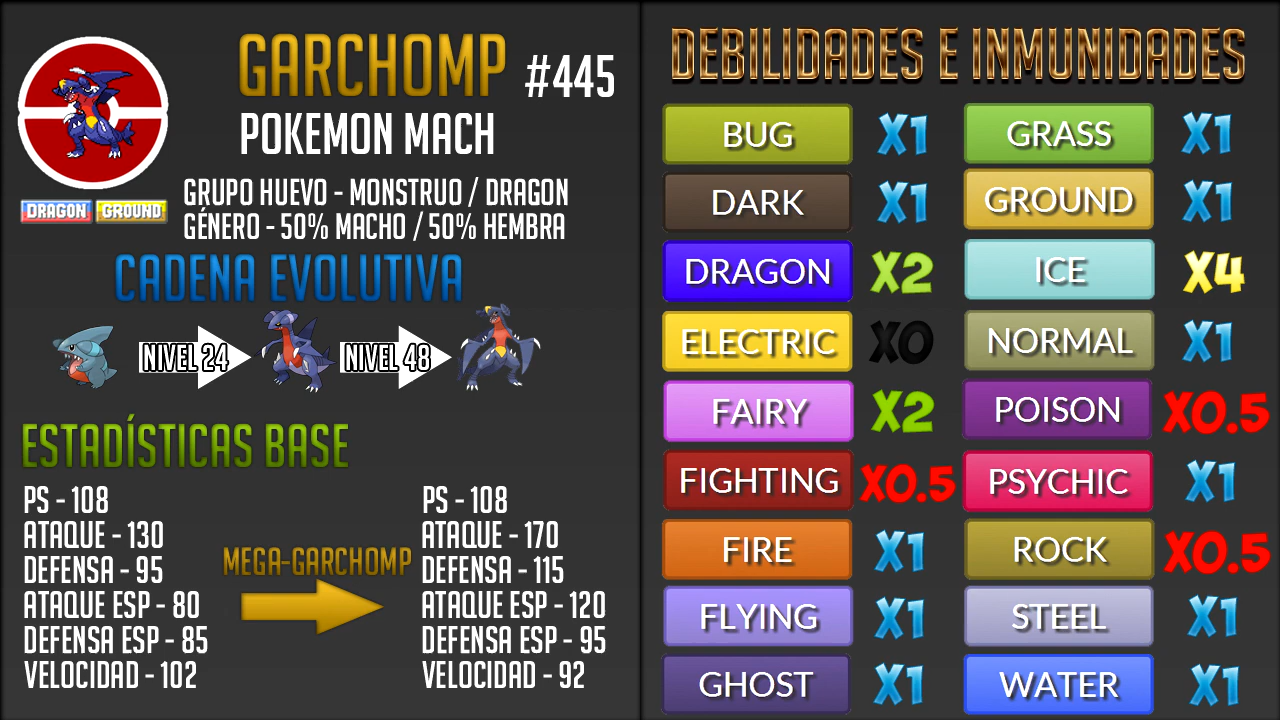 GARCHOMP #445
POKEMON MACH
DRAGON GROUND
GRUPO HUEVO - MONSTRUO / DRAGON
GÉNERO - 50% MACHO / 50% HEMBRA
CADENA EVOLUTIVA
NIVEL 24 NIVEL 48
ESTADÍSTICAS BASE
PS - 108
ATAQUE - 130
DEFENSA - 95
ATAQUE ESP - 80
DEFENSA ESP - 85
VELOCIDAD - 102
MEGA-GARCHOMP
PS - 108
ATAQUE - 170
DEFENSA - 115
ATAQUE ESP - 120
DEFENSA ESP - 95
VELOCIDAD - 92
DEBILIDADES E INMUNIDADES
BUG X1 GRASS X1
DARK X1 GROUND X1
DRAGON X2 ICE X4
ELECTRIC X0 NORMAL X1
FAIRY X2 POISON X0.5
FIGHTING X0.5 PSYCHIC X1
FIRE X1 ROCK X0.5
FLYING X1 STEEL X1
GHOST X1 WATER X1